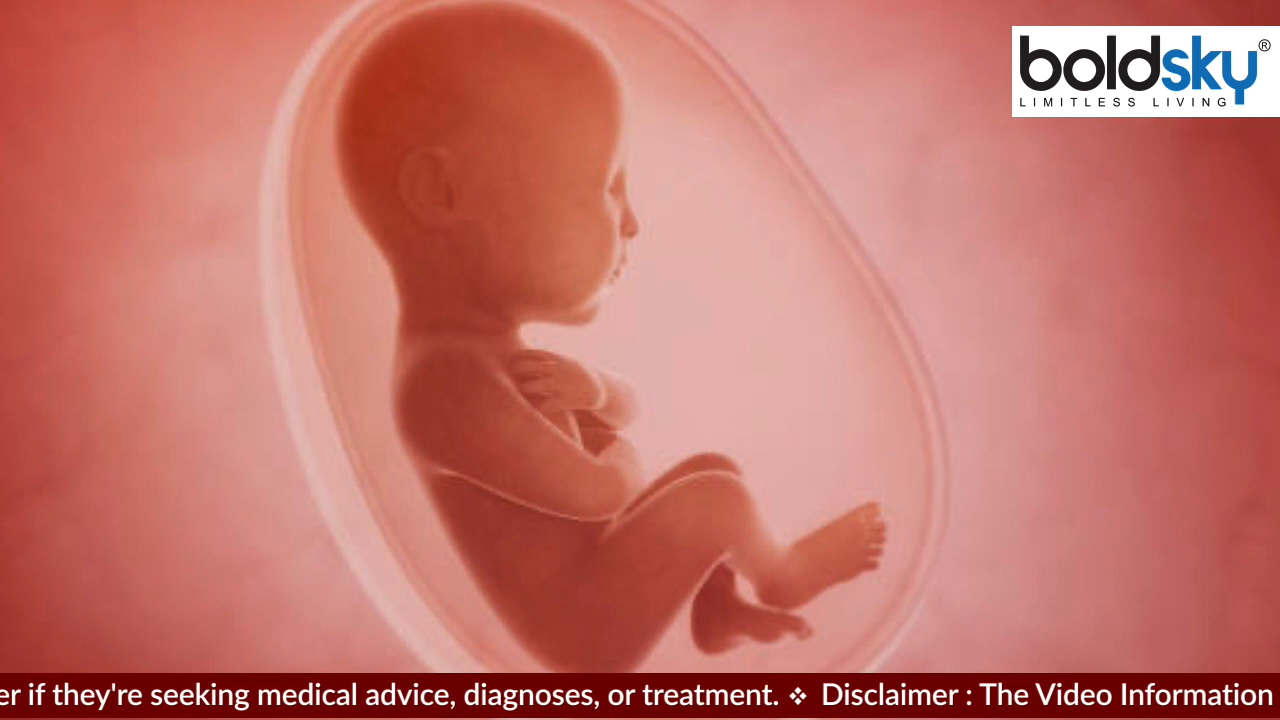 boldsky®
LIMITLESS LIVING
er if they're seeking medical advice, diagnoses, or treatment. ❖ Disclaimer : The Video Information